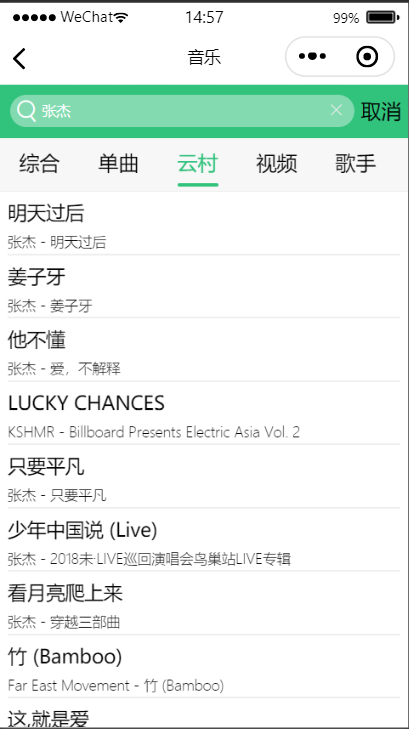 WeChat 14:57 99%
音乐
张杰 取消
综合 单曲 云村 视频 歌手
明天过后
张杰 - 明天过后
姜子牙
张杰 - 姜子牙
他不懂
张杰 - 爱，不解释
LUCKY CHANCES
KSHMR - Billboard Presents Electric Asia Vol. 2
只要平凡
张杰 - 只要平凡
少年中国说 (Live)
张杰 - 2018未·LIVE巡回演唱会鸟巢站LIVE专辑
看月亮爬上来
张杰 - 穿越三部曲
竹 (Bamboo)
Far East Movement - 竹 (Bamboo)
这,就是爱